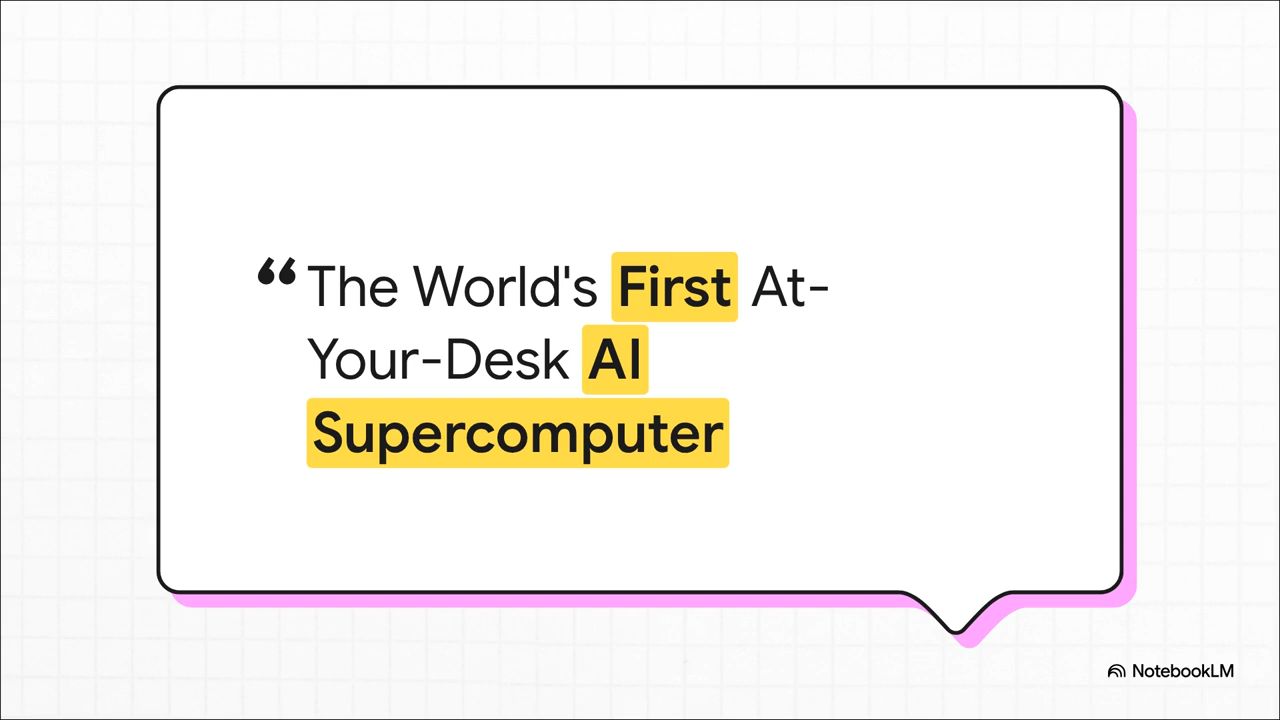 “The World's First At-
Your-Desk AI
Supercomputer
NotebookLM